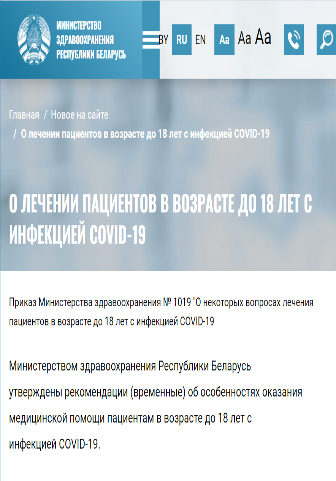 МИНИСТЕРСТВО
ЗДРАВООХРАНЕНИЯ
РЕСПУБЛИКИ БЕЛАРУСЬ
BY RU EN Aa Aa Aa
Главная / Новое на сайте
/ О лечении пациентов в возрасте до 18 лет с инфекцией COVID-19
О ЛЕЧЕНИИ ПАЦИЕНТОВ В ВОЗРАСТЕ ДО 18 ЛЕТ С
ИНФЕКЦИЕЙ COVID-19
Приказ Министерства здравоохранения № 1019 "О некоторых вопросах лечения
пациентов в возрасте до 18 лет с инфекцией COVID-19
Министерством здравоохранения Республики Беларусь
утверждены рекомендации (временные) об особенностях оказания
медицинской помощи пациентам в возрасте до 18 лет с
инфекцией COVID-19.